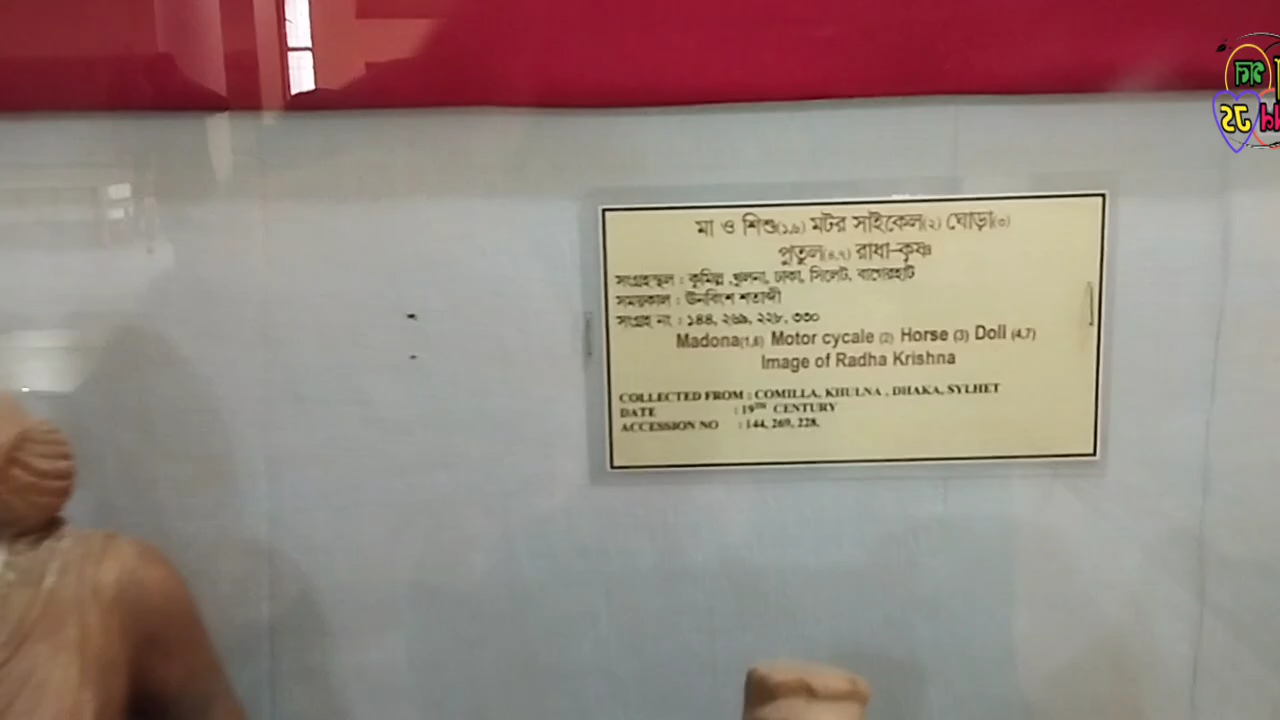 মা ও শিশু(১,৬) মটর সাইকেল(২) ঘোড়া(৩)
পুতুল(৪,৭) রাধা-কৃষ্ণ
সংগ্রহস্থল : কুমিল্ল ,খুলনা, ঢাকা, সিলেট, বাগেরহাট
সময়কাল : ঊনবিংশ শতাব্দী
সংগ্রহ নং : ১৪৪, ২৬৯, ২২৮, ৩৩০
Madona(1,6) Motor cycale (2) Horse (3) Doll (4,7)
Image of Radha Krishna
COLLECTED FROM : COMILLA, KHULNA , DHAKA, SYLHET
DATE : 19TH CENTURY
ACCESSION NO : 144, 269, 228.